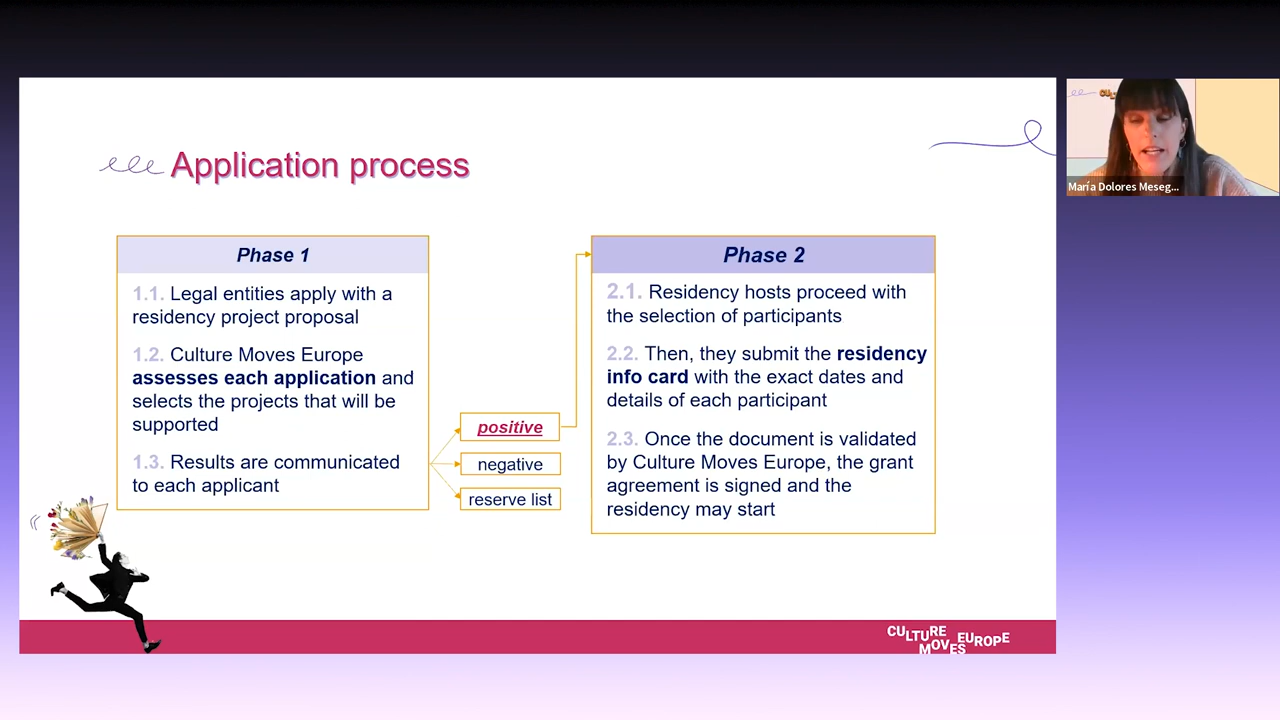 Application process
Phase 1
1.1. Legal entities apply with a
residency project proposal
1.2. Culture Moves Europe
assesses each application and
selects the projects that will be
supported
1.3. Results are communicated
to each applicant
positive
negative
reserve list
Phase 2
2.1. Residency hosts proceed with
the selection of participants
2.2. Then, they submit the residency
info card with the exact dates and
details of each participant
2.3. Once the document is validated
by Culture Moves Europe, the grant
agreement is signed and the
residency may start
CULTURE
MOVES EUROPE
María Dolores Meseg...